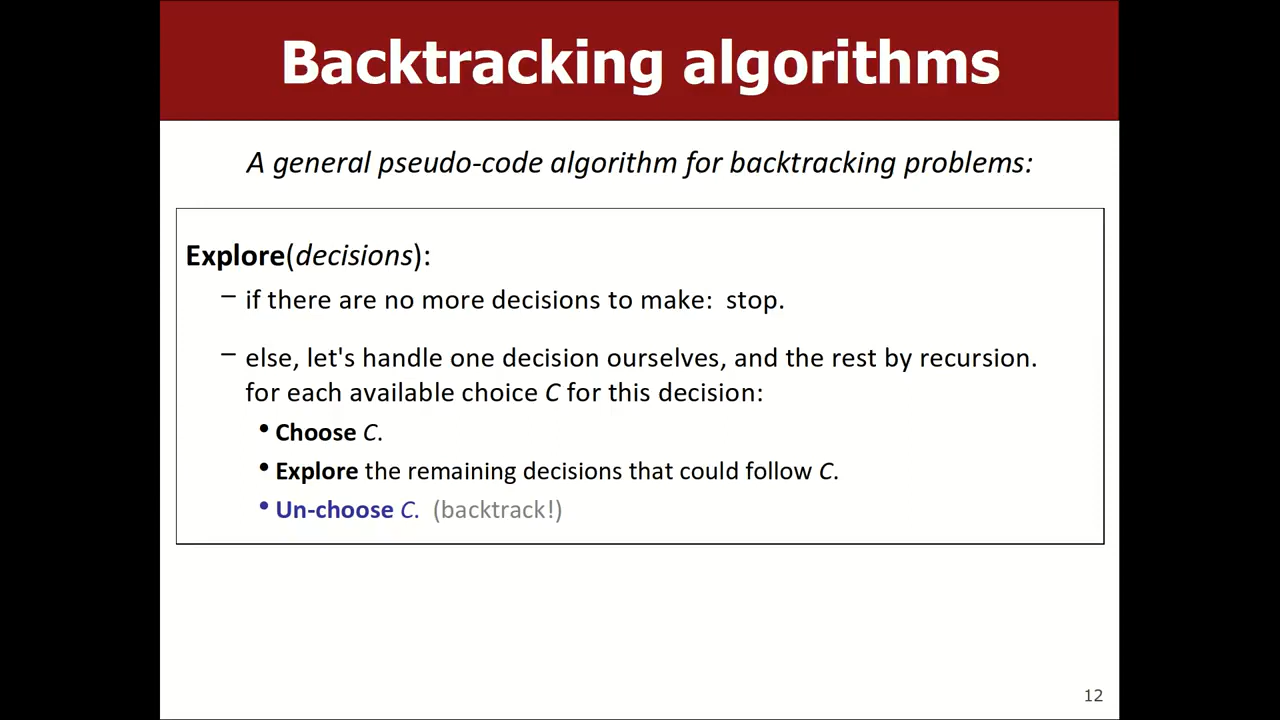 Backtracking algorithms
A general pseudo-code algorithm for backtracking problems:
Explore(decisions):
– if there are no more decisions to make:  stop.
– else, let's handle one decision ourselves, and the rest by recursion.
for each available choice C for this decision:
• Choose C.
• Explore the remaining decisions that could follow C.
• Un-choose C.  (backtrack!)
12